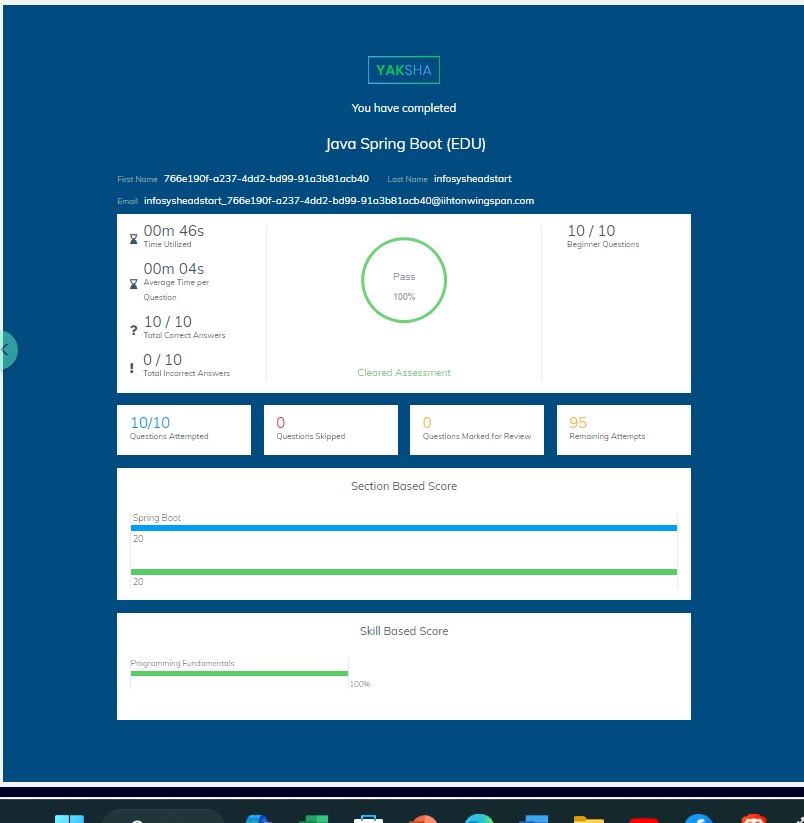 YAKSHA
You have completed
Java Spring Boot (EDU)
First Name 766e190f-a237-4dd2-bd99-91a3b81acb40 Last Name infosysheadstart
Email infosysheadstart_766e190f-a237-4dd2-bd99-91a3b81acb40@iihtonwingspan.com
00m 46s
Time Utilized
00m 04s
Average Time per
Question
? 10 / 10
Total Correct Answers
! 0 / 10
Total Incorrect Answers
Pass
100%
Cleared Assessment
10 / 10
Beginner Questions
10/10
Questions Attempted
0
Questions Skipped
0
Questions Marked for Review
95
Remaining Attempts
Section Based Score
Spring Boot
20
20
Skill Based Score
Programming Fundamentals
100%